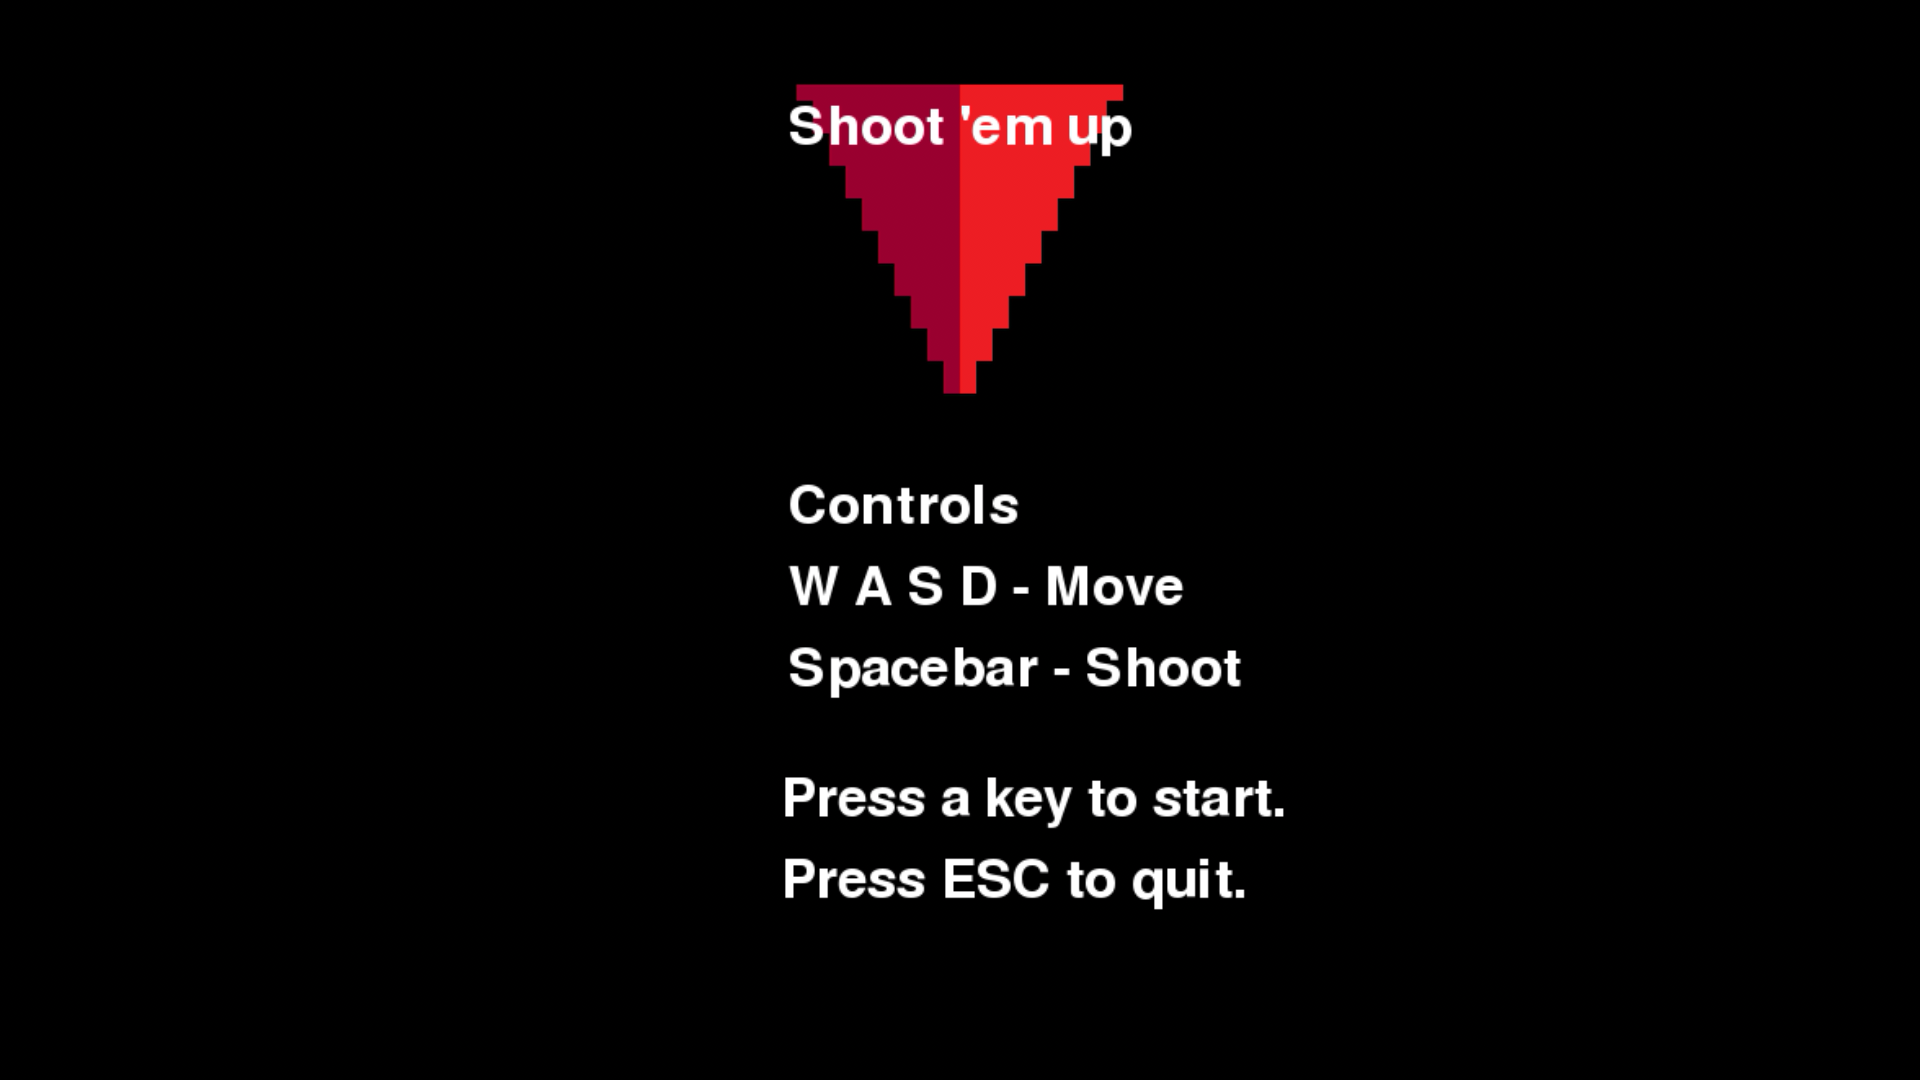 Shoot 'em up
Controls
W A S D - Move
Spacebar - Shoot
Press a key to start.
Press ESC to quit.